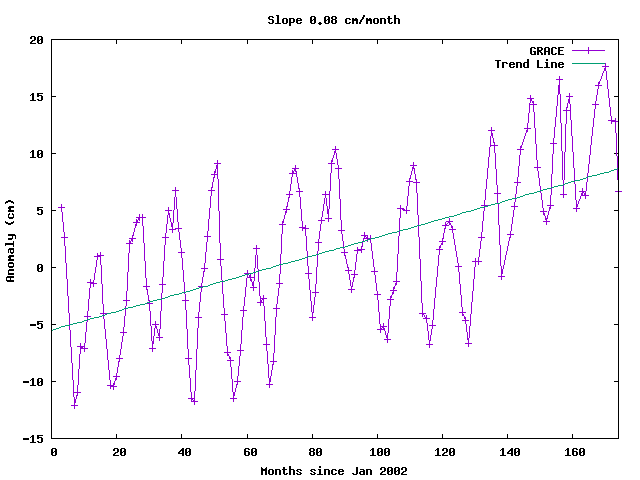 Slope 0.08 cm/month
GRACE
Trend Line
20
15
10
5
0
-5
-10
-15
Anomaly (cm)
0 20 40 60 80 100 120 140 160
Months since Jan 2002